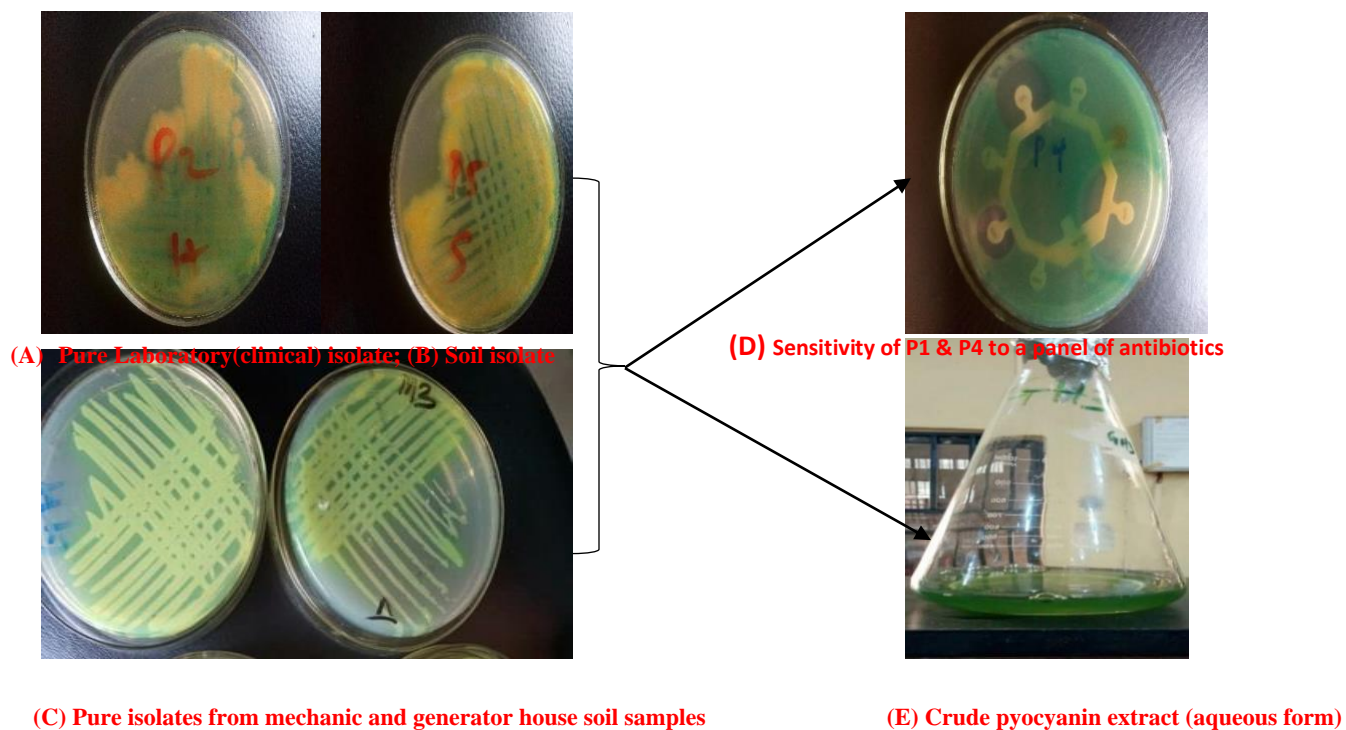 P2
S
P4
(A) Pure Laboratory(clinical) isolate; (B) Soil isolate
(D) Sensitivity of P1 & P4 to a panel of antibiotics
m3
(C) Pure isolates from mechanic and generator house soil samples
(E) Crude pyocyanin extract (aqueous form)